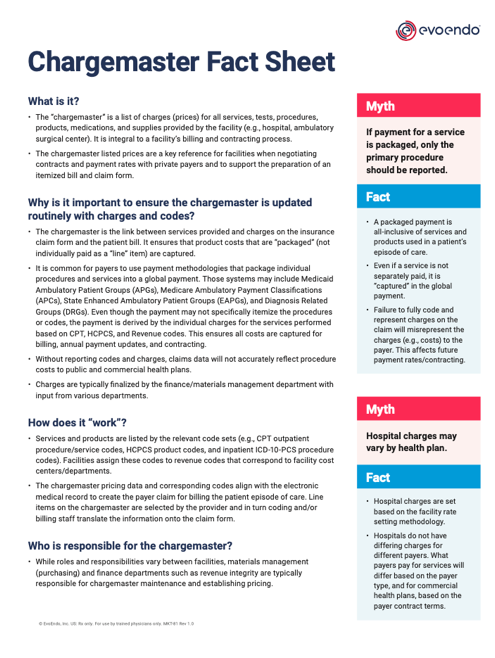 evoendo
Chargemaster Fact Sheet
What is it?
• The “chargemaster” is a list of charges (prices) for all services, tests, procedures,
products, medications, and supplies provided by the facility (e.g., hospital, ambulatory
surgical center). It is integral to a facility’s billing and contracting process.
• The chargemaster listed prices are a key reference for facilities when negotiating
contracts and payment rates with private payers and to support the preparation of an
itemized bill and claim form.
Why is it important to ensure the chargemaster is updated
routinely with charges and codes?
• The chargemaster is the link between services provided and charges on the insurance
claim form and the patient bill. It ensures that product costs that are “packaged” (not
individually paid as a “line” item) are captured.
• It is common for payers to use payment methodologies that package individual
procedures and services into a global payment. Those systems may include Medicaid
Ambulatory Patient Groups (APGs), Medicare Ambulatory Payment Classifications
(APCs), State Enhanced Ambulatory Patient Groups (EAPGs), and Diagnosis Related
Groups (DRGs). Even though the payment may not specifically itemize the procedures
or codes, the payment is derived by the individual charges for the services performed
based on CPT, HCPCS, and Revenue codes. This ensures all costs are captured for
billing, annual payment updates, and contracting.
• Without reporting codes and charges, claims data will not accurately reflect procedure
costs to public and commercial health plans.
• Charges are typically finalized by the finance/materials management department with
input from various departments.
How does it “work”?
• Services and products are listed by the relevant code sets (e.g., CPT outpatient
procedure/service codes, HCPCS product codes, and inpatient ICD-10-PCS procedure
codes). Facilities assign these codes to revenue codes that correspond to facility cost
centers/departments.
• The chargemaster pricing data and corresponding codes align with the electronic
medical record to create the payer claim for billing the patient episode of care. Line
items on the chargemaster are selected by the provider and in turn coding and/or
billing staff translate the information onto the claim form.
Who is responsible for the chargemaster?
• While roles and responsibilities vary between facilities, materials management
(purchasing) and finance departments such as revenue integrity are typically
responsible for chargemaster maintenance and establishing pricing.
Myth
If payment for a service
is packaged, only the
primary procedure
should be reported.
Fact
• A packaged payment is
all-inclusive of services and
products used in a patient’s
episode of care.
• Even if a service is not
separately paid, it is
“captured” in the global
payment.
• Failure to fully code and
represent charges on the
claim will misrepresent the
charges (e.g., costs) to the
payer. This affects future
payment rates/contracting.
Myth
Hospital charges may
vary by health plan.
Fact
• Hospital charges are set
based on the facility rate
setting methodology.
• Hospitals do not have
differing charges for
different payers. What
payers pay for services will
differ based on the payer
type, and for commercial
health plans, based on the
payer contract terms.
© EvoEndo, Inc. US. Rx only. For use by trained physicians only. MKT-81 Rev 1.0